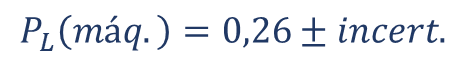 P_L(máq.) = 0,26 ± incert.